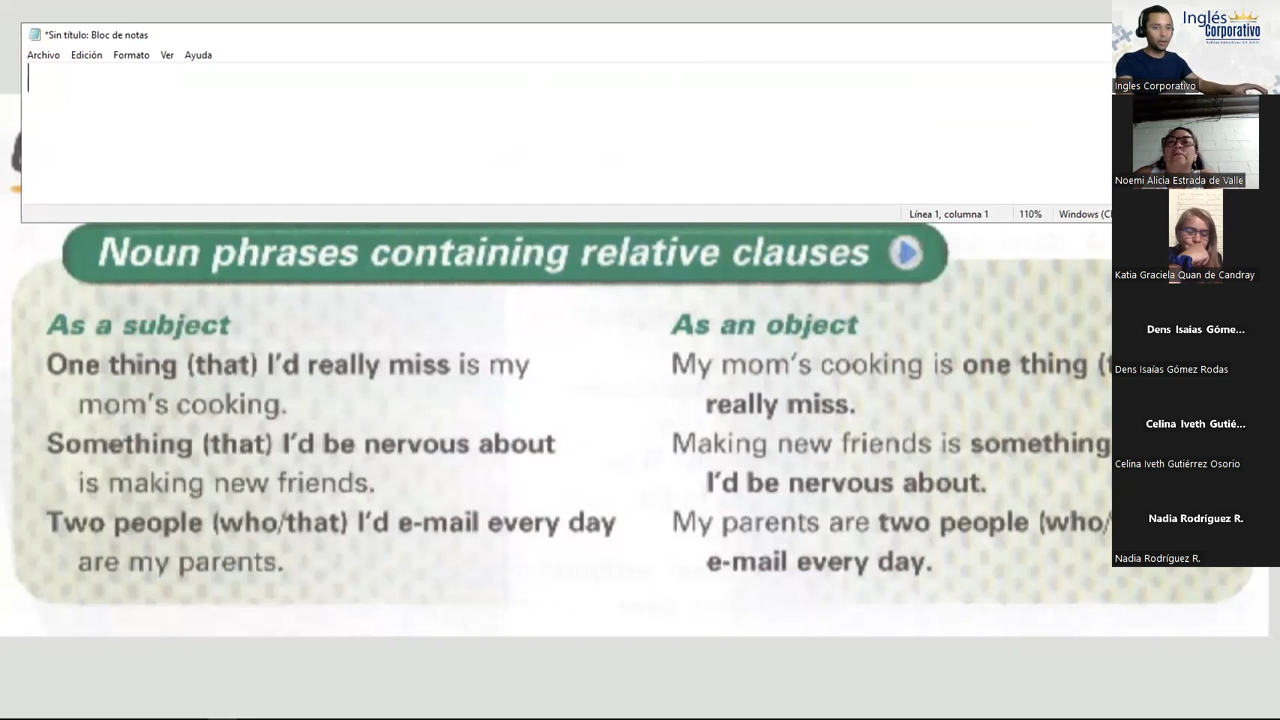 *Sin título: Bloc de notas
Archivo Edición Formato Ver Ayuda
Línea 1, columna 1 110% Windows (C
Noun phrases containing relative clauses
As a subject
One thing (that) I'd really miss is my
mom's cooking.
Something (that) I'd be nervous about
is making new friends.
Two people (who/that) I'd e-mail every day
are my parents.
As an object
My mom's cooking is one thing (
really miss.
Making new friends is something
I'd be nervous about.
My parents are two people (who/
e-mail every day.
Inglés
Corporativo
Ingles Corporativo
Noemi Alicia Estrada de Valle
Katia Graciela Quan de Candray
Dens Isaías Góme...
Dens Isaías Gómez Rodas
Celina Iveth Gutié...
Celina Iveth Gutiérrez Osorio
Nadia Rodríguez R.
Nadia Rodríguez R.